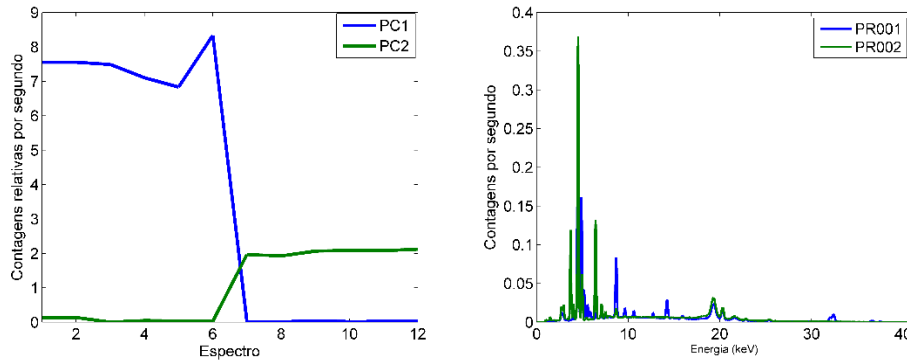 9
8
7
6
5
4
3
2
1
0
2 4 6 8 10 12
Contagens relativas por segundo
Espectro
PC1
PC2
0.4
0.35
0.3
0.25
0.2
0.15
0.1
0.05
0
0 10 20 30 40
Contagens por segundo
Energia (keV)
PR001
PR002